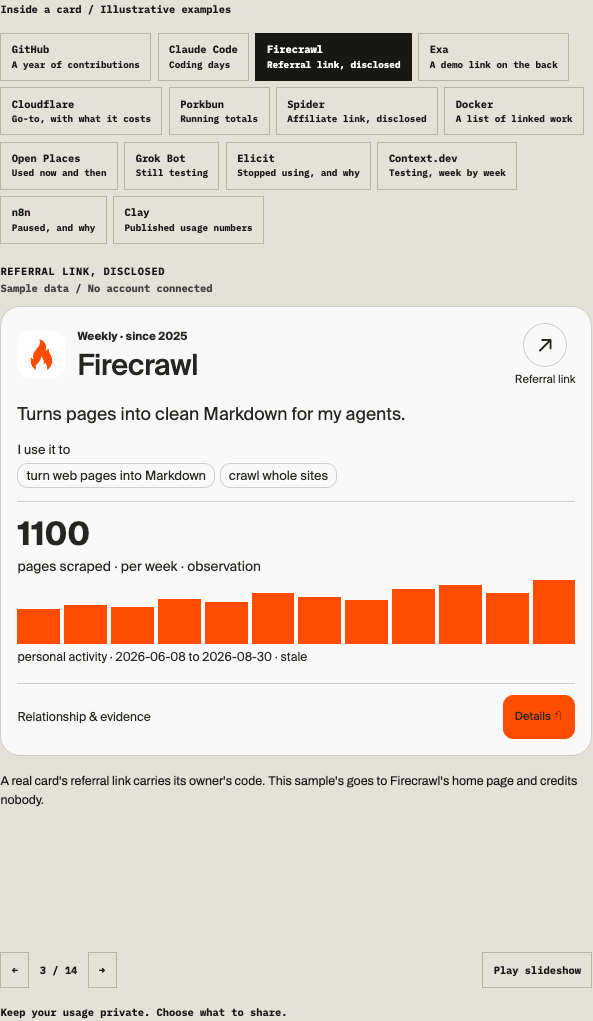 Inside a card / Illustrative examples
GitHub
A year of contributions
Claude Code
Coding days
Firecrawl
Referral link, disclosed
Exa
A demo link on the back
Cloudflare
Go-to, with what it costs
Porkbun
Running totals
Spider
Affiliate link, disclosed
Docker
A list of linked work
Open Places
Used now and then
Grok Bot
Still testing
Elicit
Stopped using, and why
Context.dev
Testing, week by week
n8n
Paused, and why
Clay
Published usage numbers
REFERRAL LINK, DISCLOSED
Sample data / No account connected
Weekly · since 2025
Firecrawl
Referral link
Turns pages into clean Markdown for my agents.
I use it to
turn web pages into Markdown
crawl whole sites
1100
pages scraped · per week · observation
personal activity · 2026-06-08 to 2026-08-30 · stale
Relationship & evidence
Details
A real card's referral link carries its owner's code. This sample's goes to Firecrawl's home page and credits
nobody.
← 3 / 14 →
Play slideshow
Keep your usage private. Choose what to share.